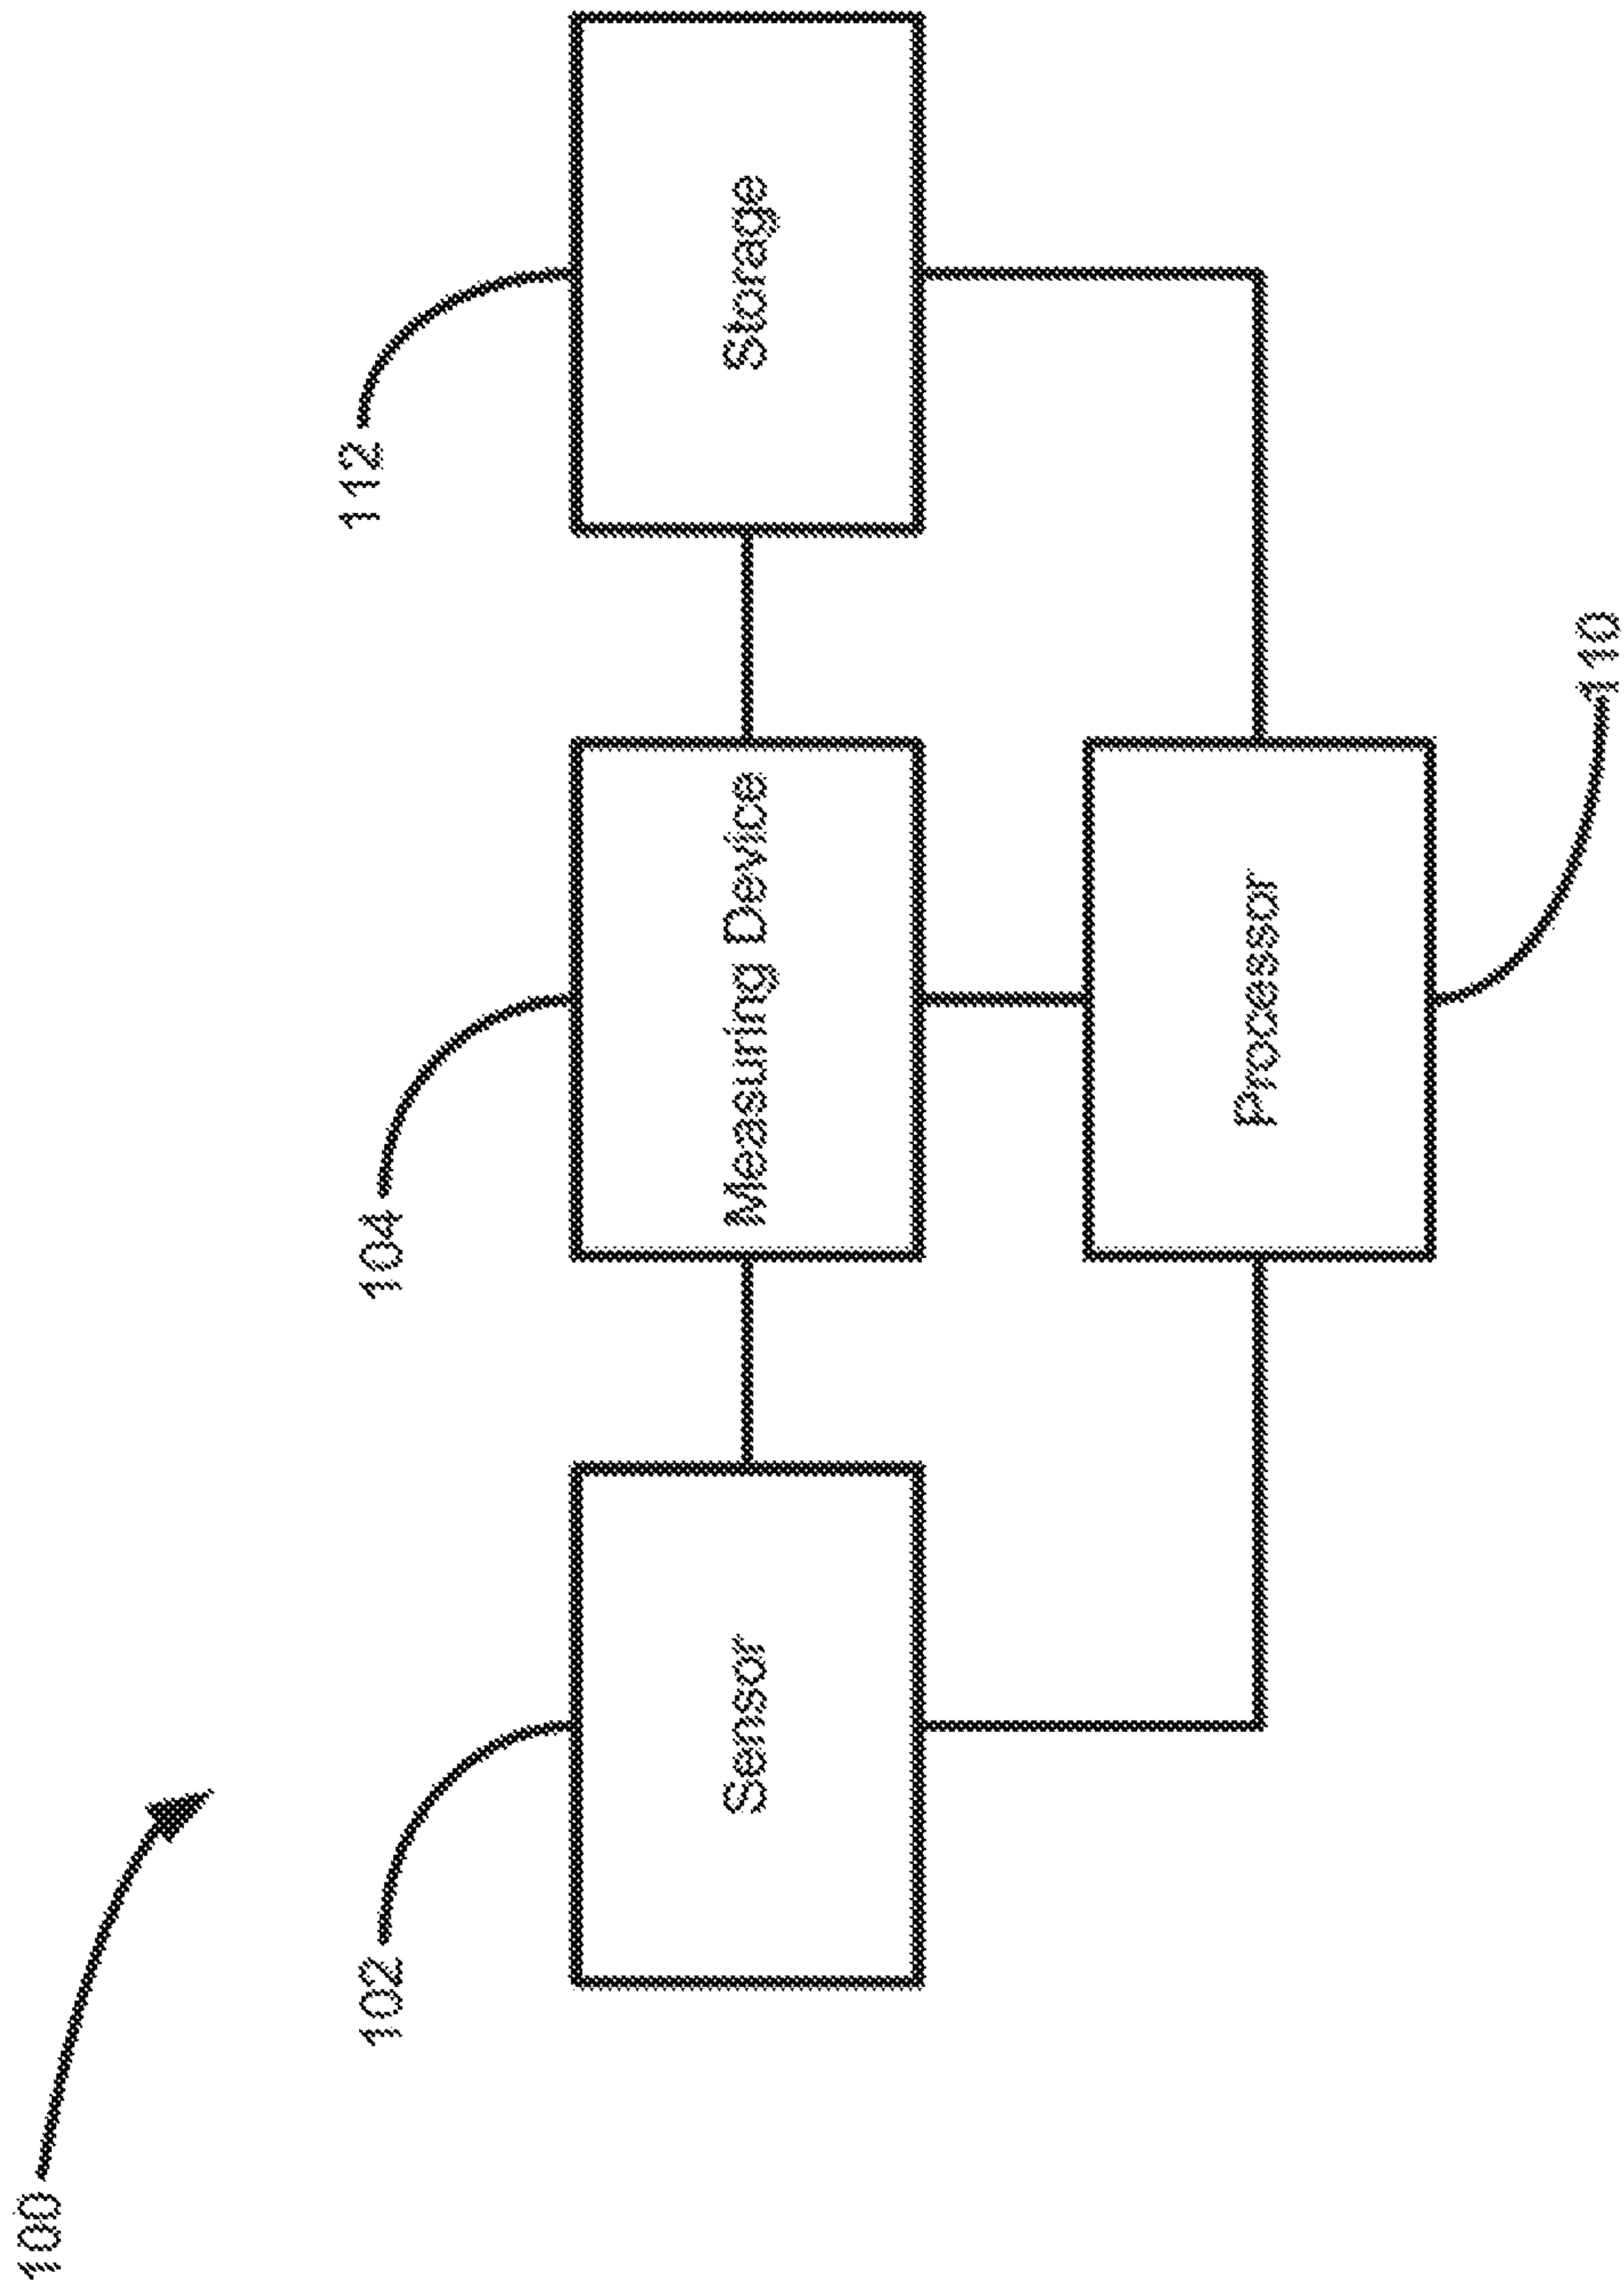 100
102
104
112
Sensor
Measuring Device
Storage
Processor
110